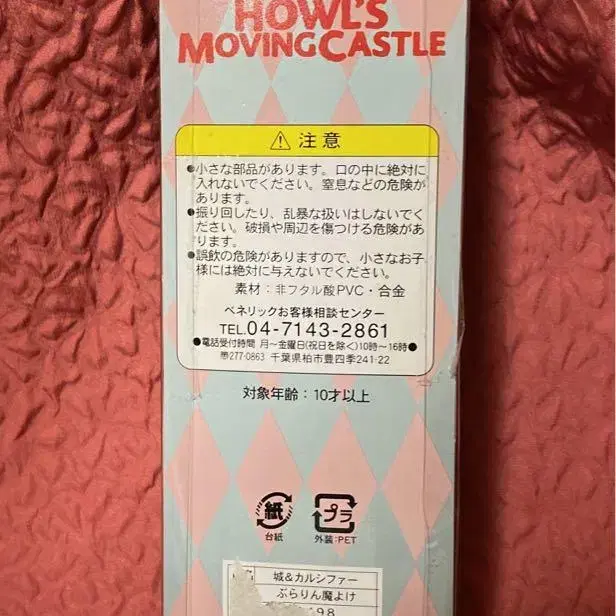 HOWL'S
MOVING CASTLE
注意
●小さな部品があります。口の中に絶対に
入れないでください。窒息などの危険が
あります。
●振り回したり、乱暴な扱いはしないでく
ださい。破損や周辺を傷つける危険があ
ります。
●誤飲の危険がありますので、小さなお子
様には絶対に与えないでください。
素材：非フタル酸PVC・合金
ベネリックお客様相談センター
TEL.04-7143-2861
●電話受付時間 月～金曜日(祝日を除く)10時～16時●
〒277-0863 千葉県柏市豊四季241-22
対象年齢：10才以上
紙
台紙
プラ
外装:PET
城&カルシファー
ぶらりん魔よけ
98